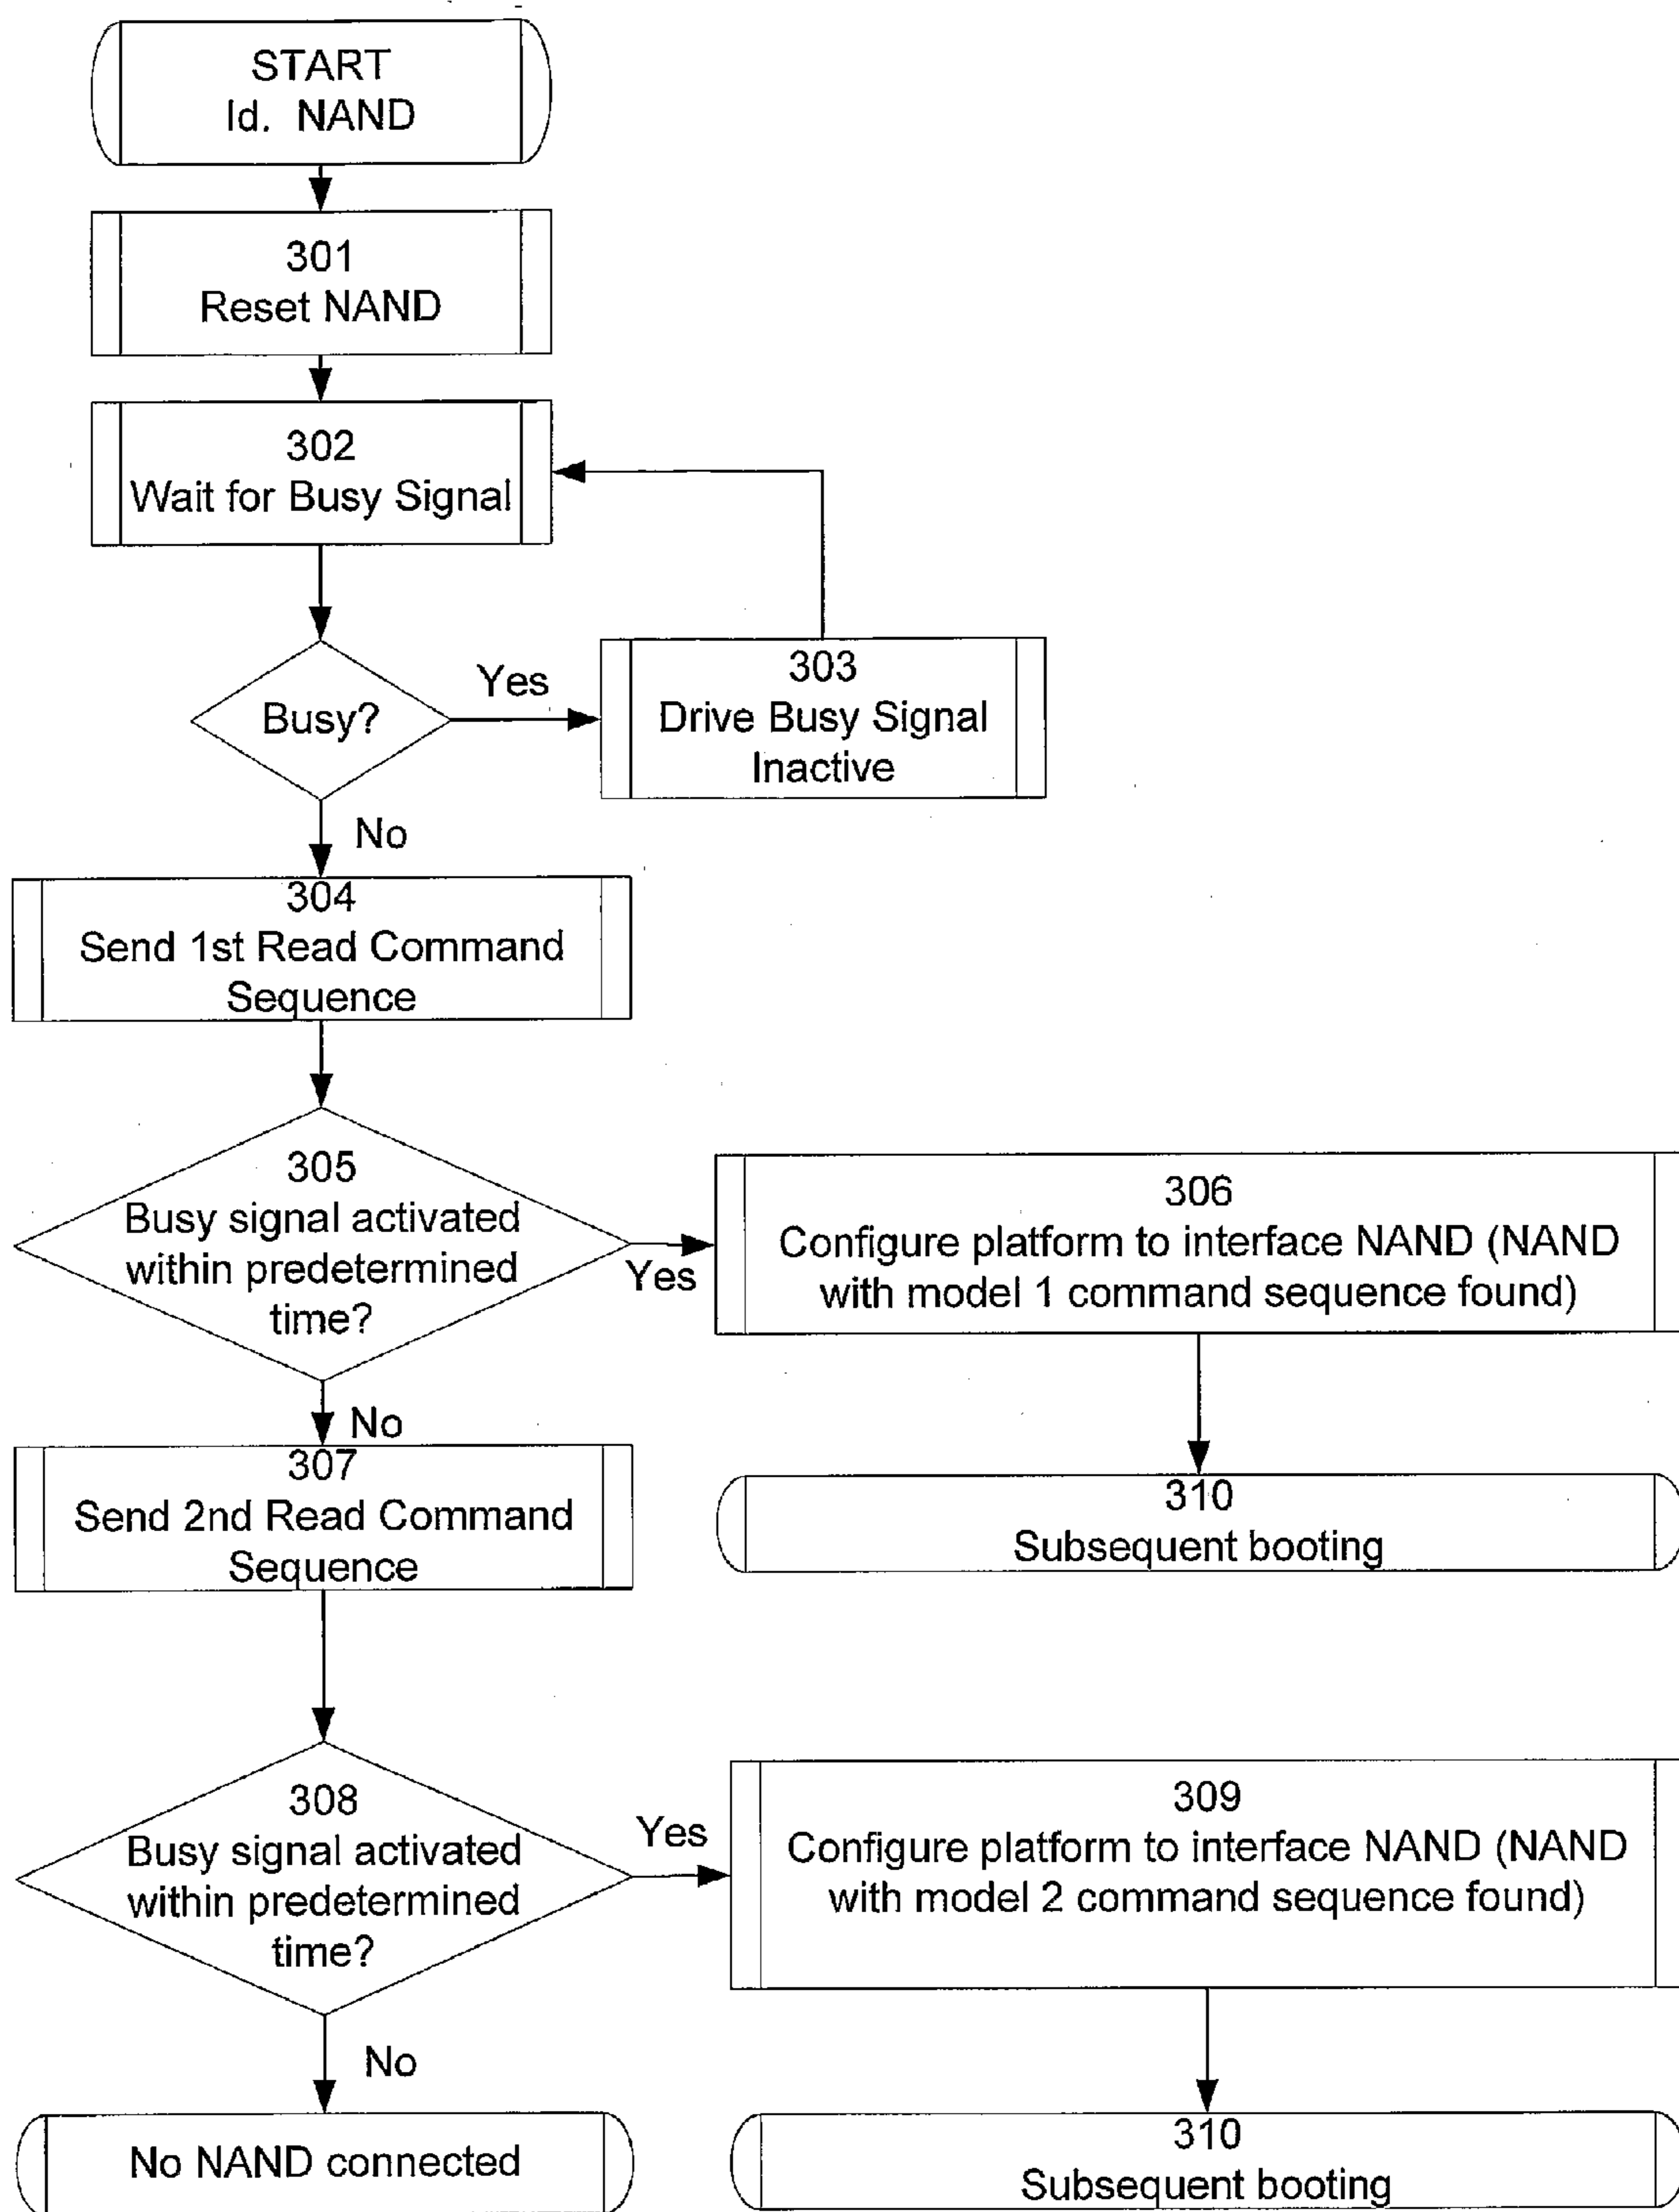 START
Id. NAND
301
Reset NAND
302
Wait for Busy Signal
Busy?
Yes
303
Drive Busy Signal
Inactive
No
304
Send 1st Read Command
Sequence
305
Busy signal activated
within predetermined
time?
Yes
306
Configure platform to interface NAND (NAND
with model 1 command sequence found)
No
307
Send 2nd Read Command
Sequence
310
Subsequent booting
308
Busy signal activated
within predetermined
time?
Yes
309
Configure platform to interface NAND (NAND
with model 2 command sequence found)
No
No NAND connected
310
Subsequent booting